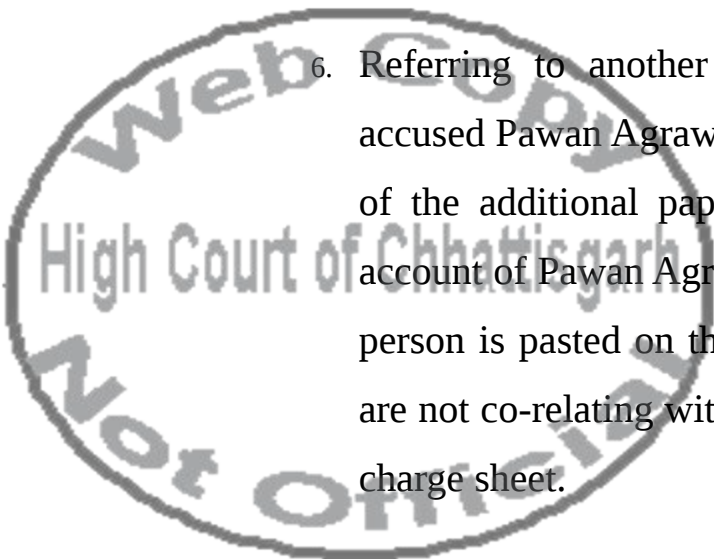 Web Copy
6. Referring to another
accused Pawan Agraw
of the additional pap
High Court of Chhattisgarh
account of Pawan Agr
person is pasted on th
are not co-relating wit
charge sheet.
Not Official